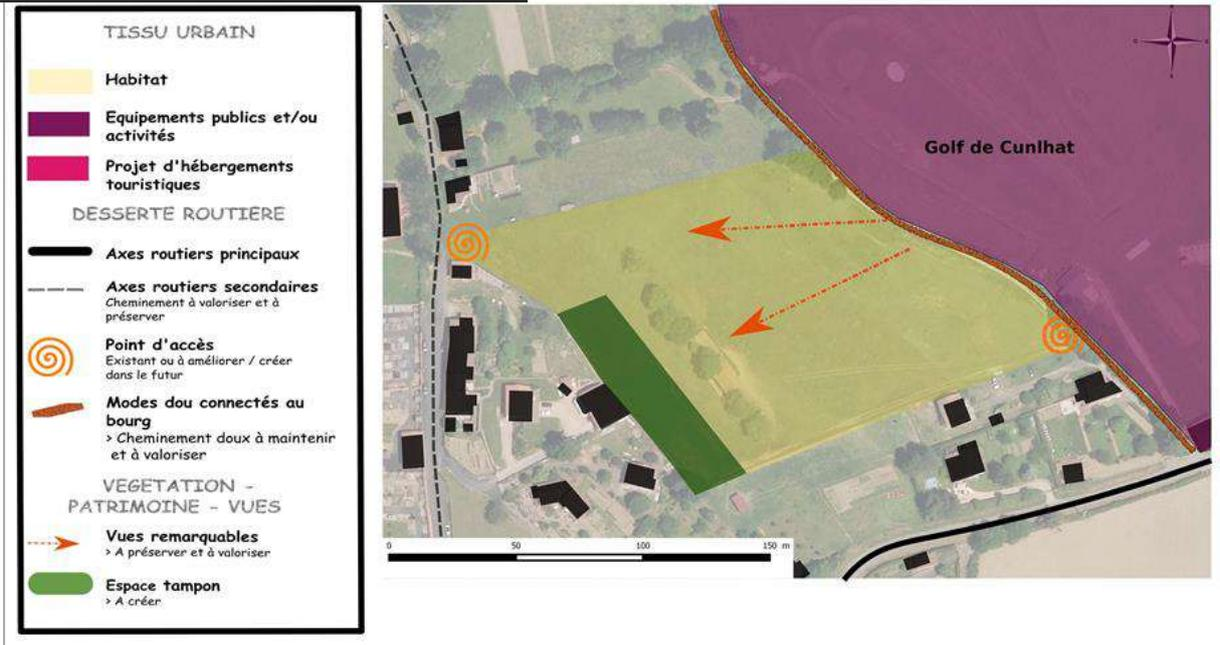 TISSU URBAIN
Habitat
Equipements publics et/ou
activités
Projet d'hébergements
touristiques
DESSERTE ROUTIERE
Axes routiers principaux
Axes routiers secondaires
Cheminement à valoriser et à
préserver
Point d'accès
Existant ou à améliorer / créer
dans le futur
Modes dou connectés au
bourg
> Cheminement doux à maintenir
et à valoriser
VEGETATION -
PATRIMOINE - VUES
Vues remarquables
> A préserver et à valoriser
Espace tampon
> A créer
Golf de Cunlhat
0 50 100 150 m